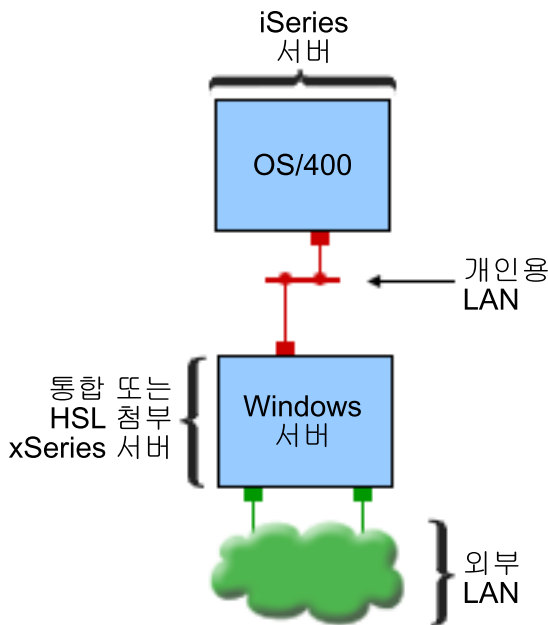 iSeries
서버
OS/400
개인용
LAN
통합 또는
HSL 첨부
xSeries 서버
Windows
서버
외부
LAN